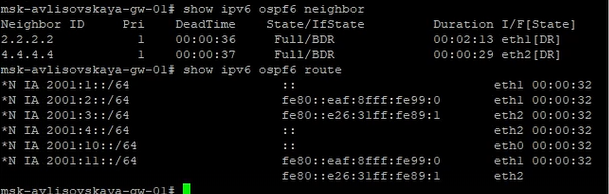 msk-avlisovskaya-gw-01# show ipv6 ospf6 neighbor
Neighbor ID     Pri    DeadTime    State/IfState         Duration I/F[State]
2.2.2.2           1    00:00:36     Full/BDR             00:02:13 eth1[DR]
4.4.4.4           1    00:00:37     Full/BDR             00:00:29 eth2[DR]
msk-avlisovskaya-gw-01# show ipv6 ospf6 route
*N IA 2001:1::/64                    ::                        eth1 00:00:32
*N IA 2001:2::/64                    fe80::eaf:8fff:fe99:0     eth1 00:00:32
*N IA 2001:3::/64                    fe80::e26:31ff:fe89:1     eth2 00:00:32
*N IA 2001:4::/64                    ::                        eth2 00:00:32
*N IA 2001:10::/64                   ::                        eth0 00:00:32
*N IA 2001:11::/64                   fe80::eaf:8fff:fe99:0     eth1 00:00:32
                                     fe80::e26:31ff:fe89:1     eth2
msk-avlisovskaya-gw-01#